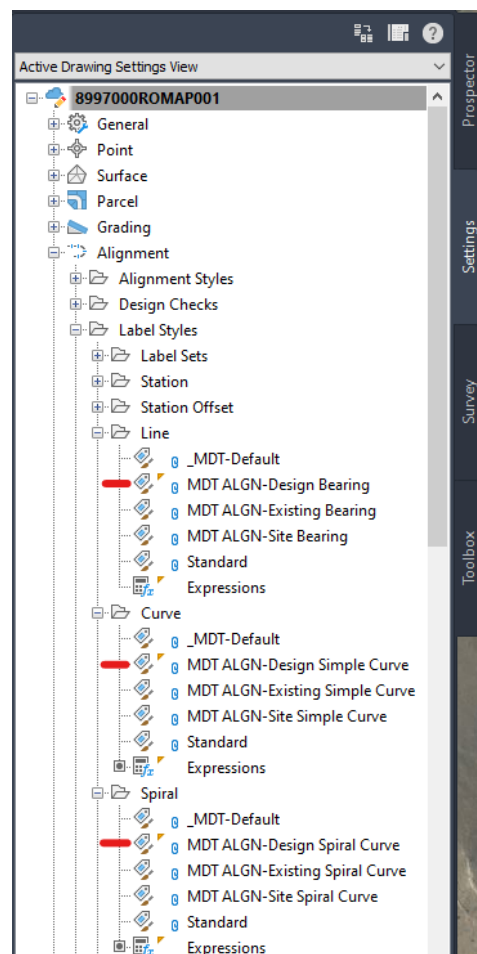 Active Drawing Settings View
8997000ROMAP001
General
Point
Surface
Parcel
Grading
Alignment
Alignment Styles
Design Checks
Label Styles
Label Sets
Station
Station Offset
Line
_MDT-Default
MDT ALGN-Design Bearing
MDT ALGN-Existing Bearing
MDT ALGN-Site Bearing
Standard
Expressions
Curve
_MDT-Default
MDT ALGN-Design Simple Curve
MDT ALGN-Existing Simple Curve
MDT ALGN-Site Simple Curve
Standard
Expressions
Spiral
_MDT-Default
MDT ALGN-Design Spiral Curve
MDT ALGN-Existing Spiral Curve
MDT ALGN-Site Spiral Curve
Standard
Expressions
Prospector
Settings
Survey
Toolbox